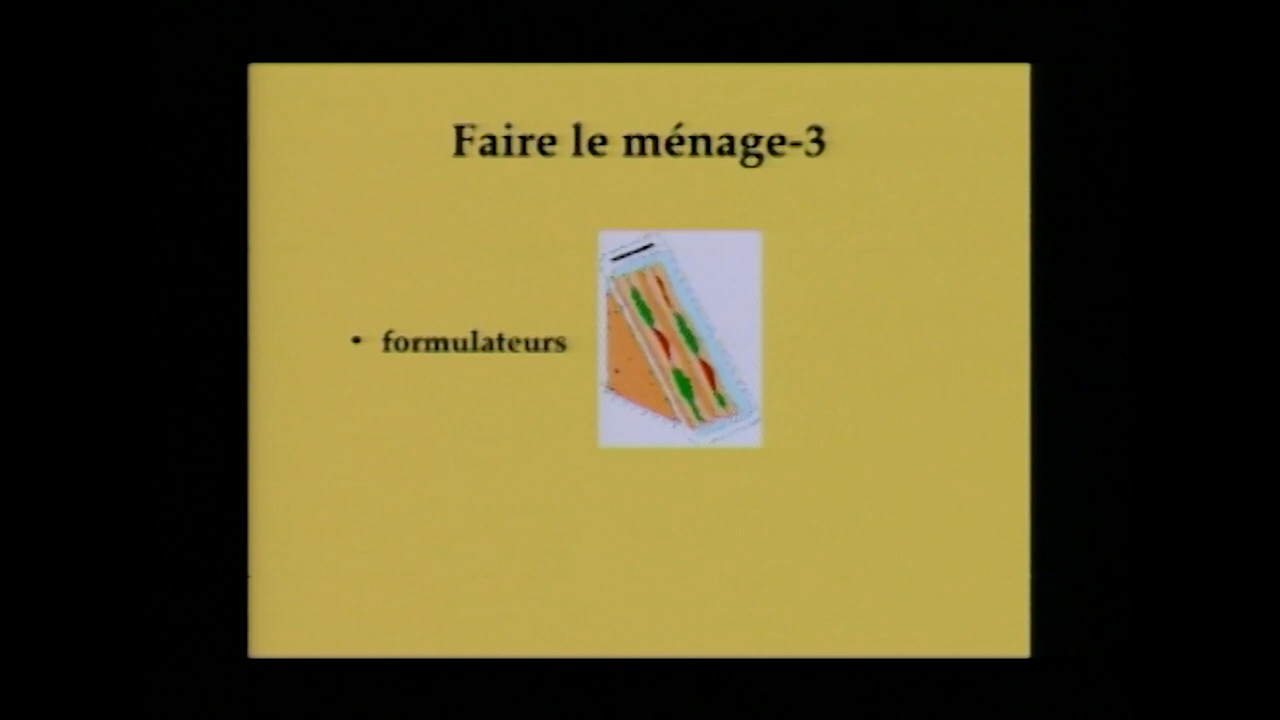 Faire le ménage-3
• formulateurs